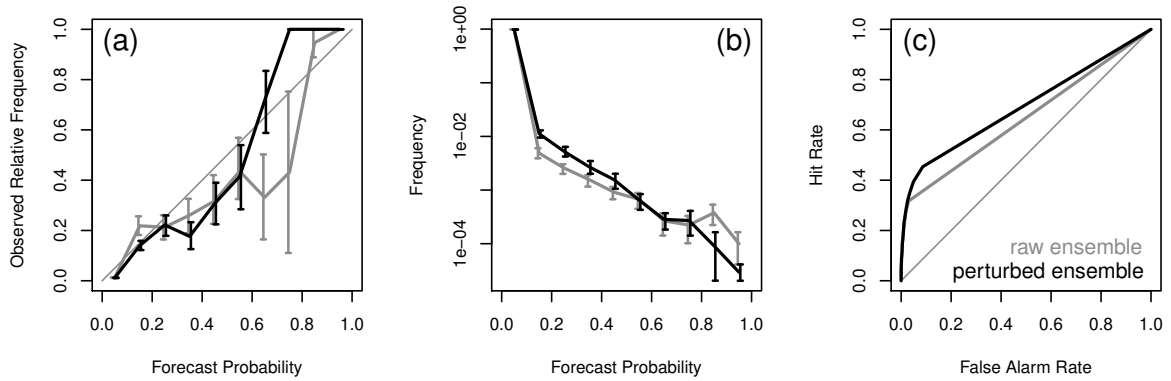 (a)
Observed Relative Frequency
0.0 0.2 0.4 0.6 0.8 1.0
0.0 0.2 0.4 0.6 0.8 1.0
Forecast Probability
(b)
Frequency
1e-04 1e-02 1e+00
0.0 0.2 0.4 0.6 0.8 1.0
Forecast Probability
(c)
Hit Rate
0.0 0.2 0.4 0.6 0.8 1.0
raw ensemble
perturbed ensemble
0.0 0.2 0.4 0.6 0.8 1.0
False Alarm Rate